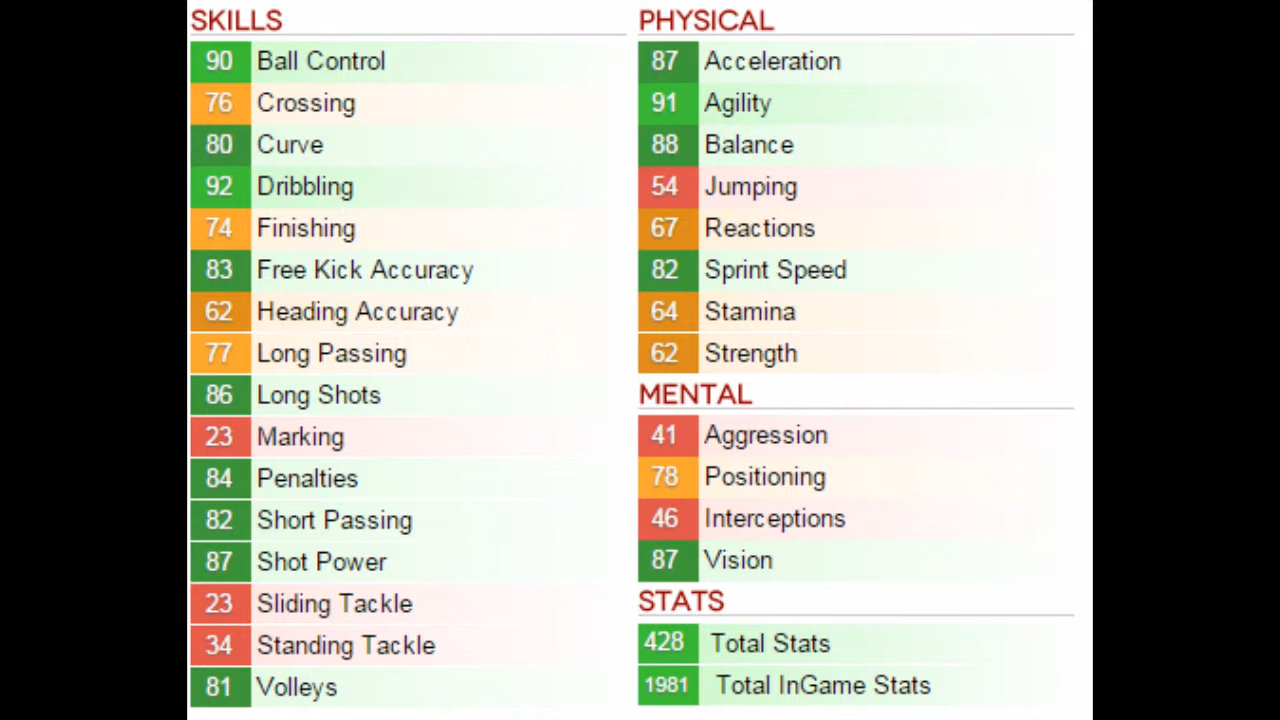 SKILLS
90 Ball Control
76 Crossing
80 Curve
92 Dribbling
74 Finishing
83 Free Kick Accuracy
62 Heading Accuracy
77 Long Passing
86 Long Shots
23 Marking
84 Penalties
82 Short Passing
87 Shot Power
23 Sliding Tackle
34 Standing Tackle
81 Volleys
PHYSICAL
87 Acceleration
91 Agility
88 Balance
54 Jumping
67 Reactions
82 Sprint Speed
64 Stamina
62 Strength
MENTAL
41 Aggression
78 Positioning
46 Interceptions
87 Vision
STATS
428 Total Stats
1981 Total InGame Stats